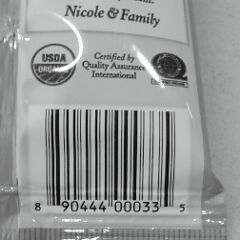 Nicole & Family
USDA
ORGANIC
Certified by
Quality Assurance
International
8 90444 00033 5